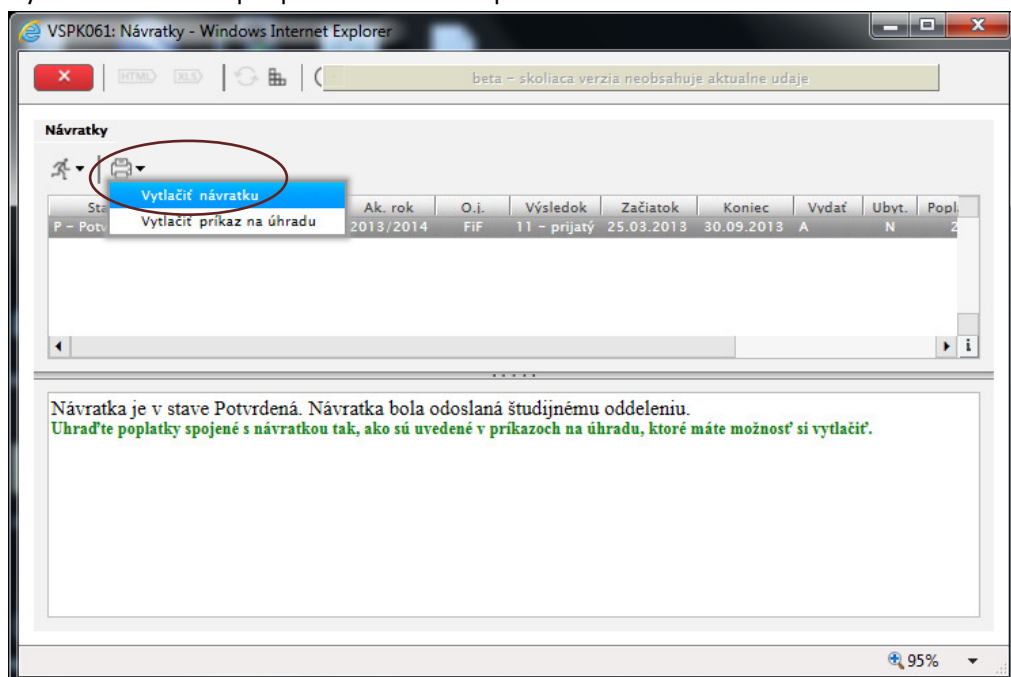 VSPK061: Návratky - Windows Internet Explorer
HTML XLS beta – skoliaca verzia neobsahuje aktualne udaje
Návratky
Vytlačiť návratku
Vytlačiť príkaz na úhradu
Ak. rok O.j. Výsledok Začiatok Koniec Vydať Ubyt.
P – 2013/2014 FiF 11 – prijatý 25.03.2013 30.09.2013 A N 2
i
Návratka je v stave Potvrdená. Návratka bola odoslaná študijnému oddeleniu.
Uhraďte poplatky spojené s návratkou tak, ako sú uvedené v príkazoch na úhradu, ktoré máte možnosť si vytlačiť.
95%